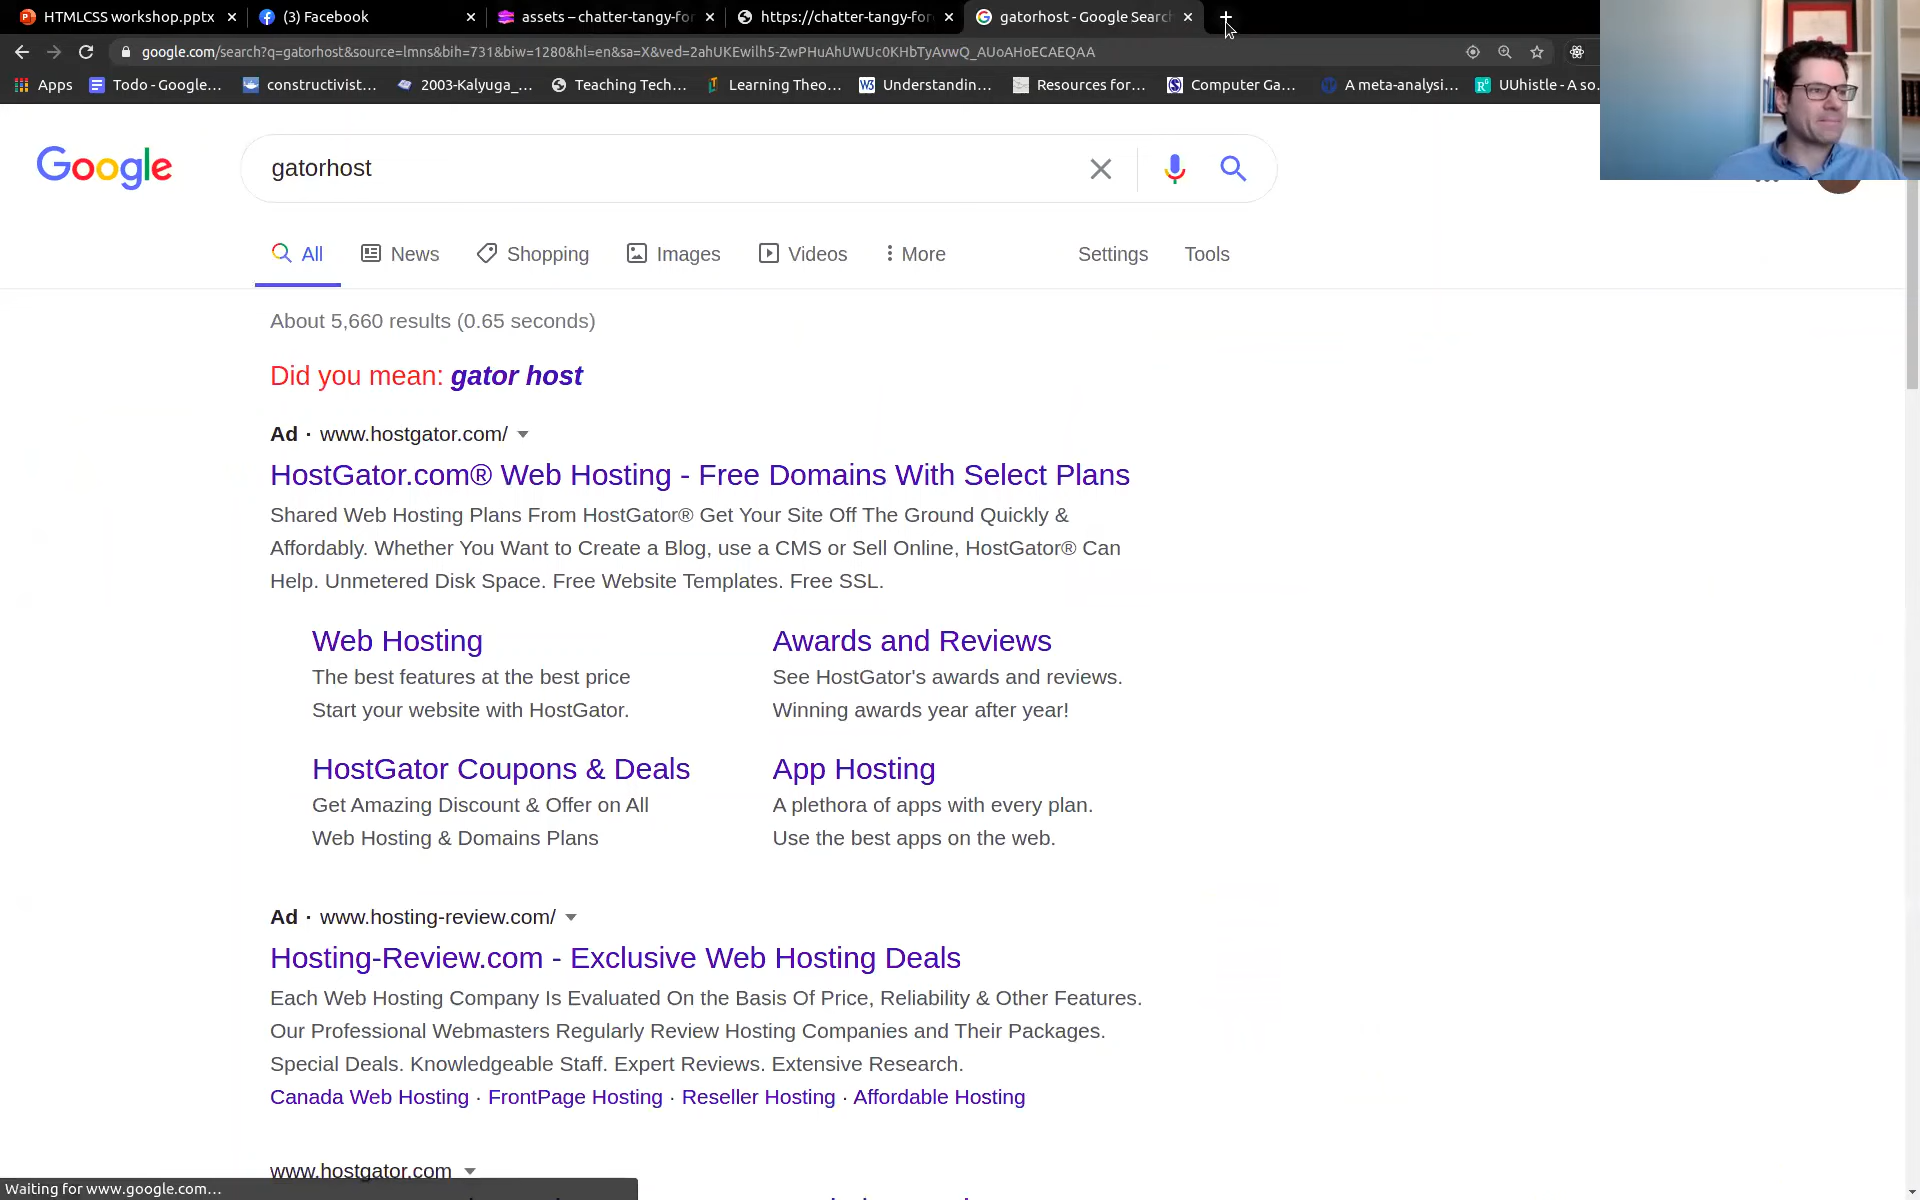 HTMLCSS workshop.pptx
(3) Facebook
assets – chatter-tangy-for
https://chatter-tangy-for
gatorhost - Google Search
google.com/search?q=gatorhost&source=lmns&bih=731&biw=1280&hl=en&sa=X&ved=2ahUKEwilh5-ZwPHuAhUWUc0KHbTyAvwQ_AUoAHoECAEQAA
Apps
Todo - Google...
constructivist...
2003-Kalyuga_...
Teaching Tech...
Learning Theo...
Understandin...
Resources for...
Computer Ga...
A meta-analysi...
UUhistle - A so
Google
gatorhost
All
News
Shopping
Images
Videos
More
Settings
Tools
About 5,660 results (0.65 seconds)
Did you mean: gator host
Ad · www.hostgator.com/
HostGator.com® Web Hosting - Free Domains With Select Plans
Shared Web Hosting Plans From HostGator® Get Your Site Off The Ground Quickly &
Affordably. Whether You Want to Create a Blog, use a CMS or Sell Online, HostGator® Can
Help. Unmetered Disk Space. Free Website Templates. Free SSL.
Web Hosting
The best features at the best price
Start your website with HostGator.
Awards and Reviews
See HostGator's awards and reviews.
Winning awards year after year!
HostGator Coupons & Deals
Get Amazing Discount & Offer on All
Web Hosting & Domains Plans
App Hosting
A plethora of apps with every plan.
Use the best apps on the web.
Ad · www.hosting-review.com/
Hosting-Review.com - Exclusive Web Hosting Deals
Each Web Hosting Company Is Evaluated On the Basis Of Price, Reliability & Other Features.
Our Professional Webmasters Regularly Review Hosting Companies and Their Packages.
Special Deals. Knowledgeable Staff. Expert Reviews. Extensive Research.
Canada Web Hosting · FrontPage Hosting · Reseller Hosting · Affordable Hosting
www.hostgator.com
Waiting for www.google.com...